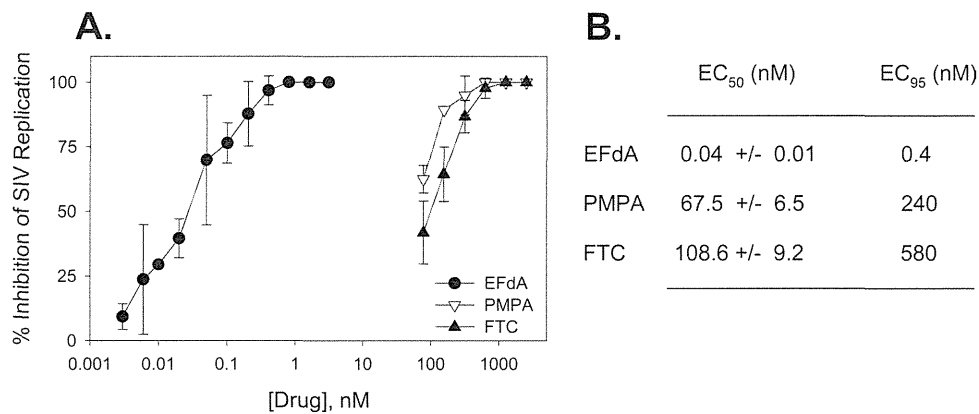 A.
% Inhibition of SIV Replication
100
75
50
25
0
0.001
0.01
0.1
1
10
100
1000
[Drug], nM
EFdA
PMPA
FTC
B.
EC50 (nM) EC95 (nM)
EFdA 0.04 +/- 0.01 0.4
PMPA 67.5 +/- 6.5 240
FTC 108.6 +/- 9.2 580